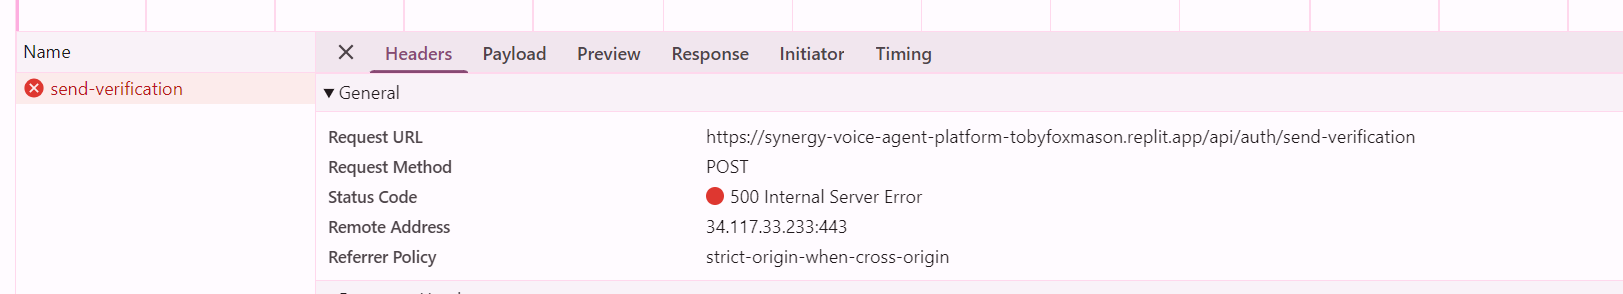 Name
Headers Payload Preview Response Initiator Timing
send-verification
General
Request URL https://synergy-voice-agent-platform-tobyfoxmason.replit.app/api/auth/send-verification
Request Method POST
Status Code 500 Internal Server Error
Remote Address 34.117.33.233:443
Referrer Policy strict-origin-when-cross-origin